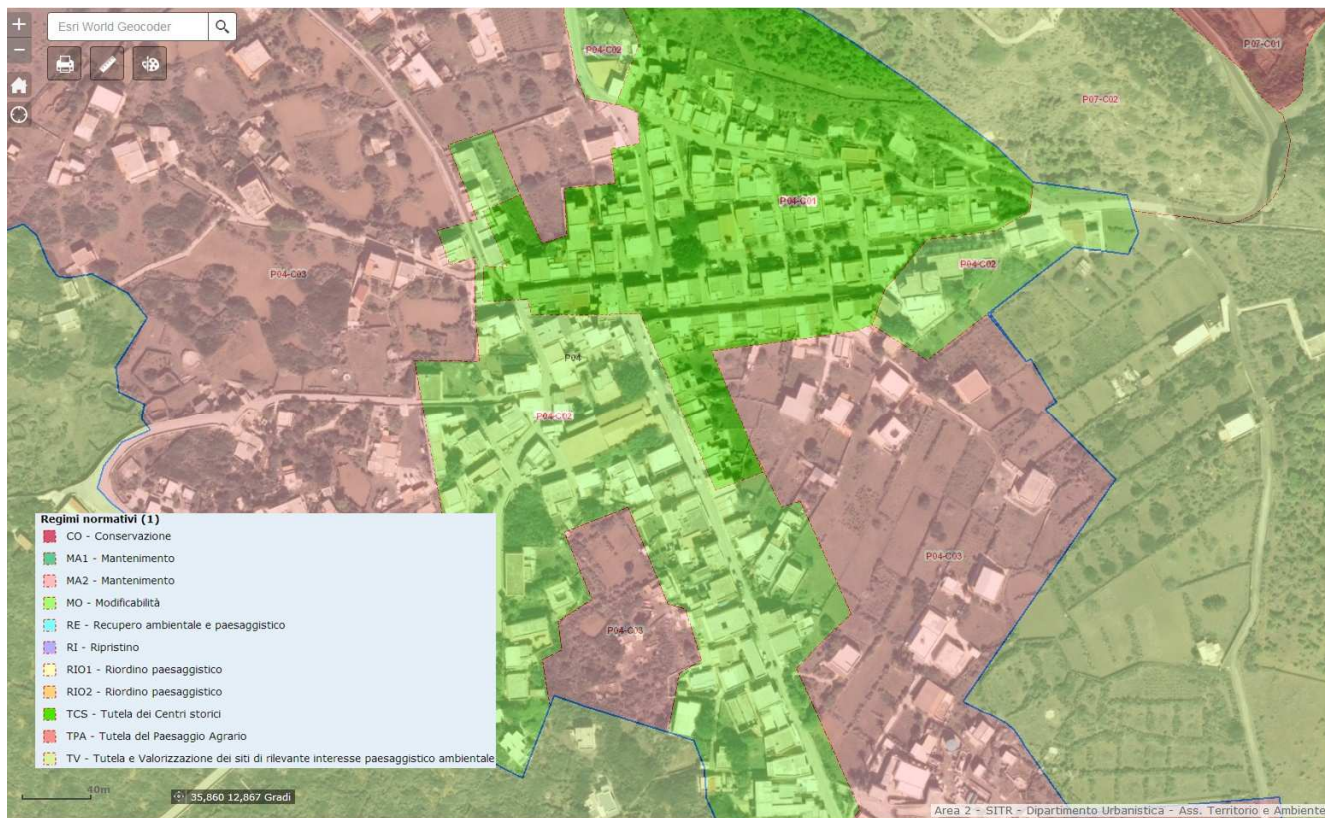 +
Esri World Geocoder
−
P04-C02
P07-C01
P07-C02
P04-C01
P04-C02
P04-C03
P04
P04-C02
P04-C03
P04-C03
Regimi normativi (1)
CO - Conservazione
MA1 - Mantenimento
MA2 - Mantenimento
MO - Modificabilità
RE - Recupero ambientale e paesaggistico
RI - Ripristino
RIO1 - Riordino paesaggistico
RIO2 - Riordino paesaggistico
TCS - Tutela dei Centri storici
TPA - Tutela del Paesaggio Agrario
TV - Tutela e Valorizzazione dei siti di rilevante interesse paesaggistico ambientale
40m
35,860 12,867 Gradi
Area 2 - SITR - Dipartimento Urbanistica - Ass. Territorio e Ambiente